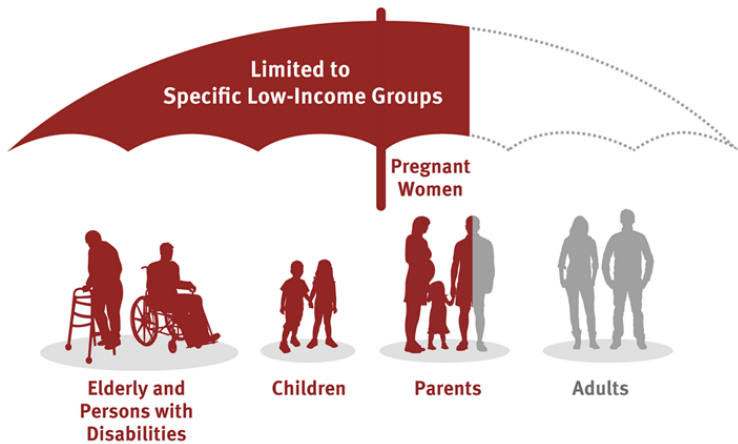 Limited to
Specific Low-Income Groups
Pregnant
Women
Elderly and
Persons with
Disabilities
Children
Parents
Adults